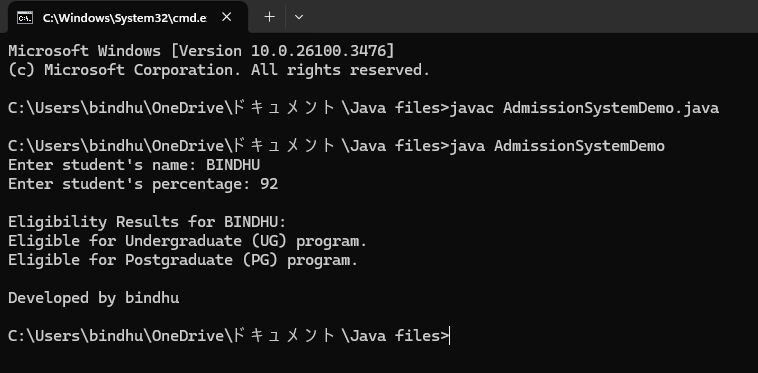 C:\Windows\System32\cmd.e
Microsoft Windows [Version 10.0.26100.3476]
(c) Microsoft Corporation. All rights reserved.
C:\Users\bindhu\OneDrive\ドキュメント\Java files>javac AdmissionSystemDemo.java
C:\Users\bindhu\OneDrive\ドキュメント\Java files>java AdmissionSystemDemo
Enter student's name: BINDHU
Enter student's percentage: 92
Eligibility Results for BINDHU:
Eligible for Undergraduate (UG) program.
Eligible for Postgraduate (PG) program.
Developed by bindhu
C:\Users\bindhu\OneDrive\ドキュメント\Java files>